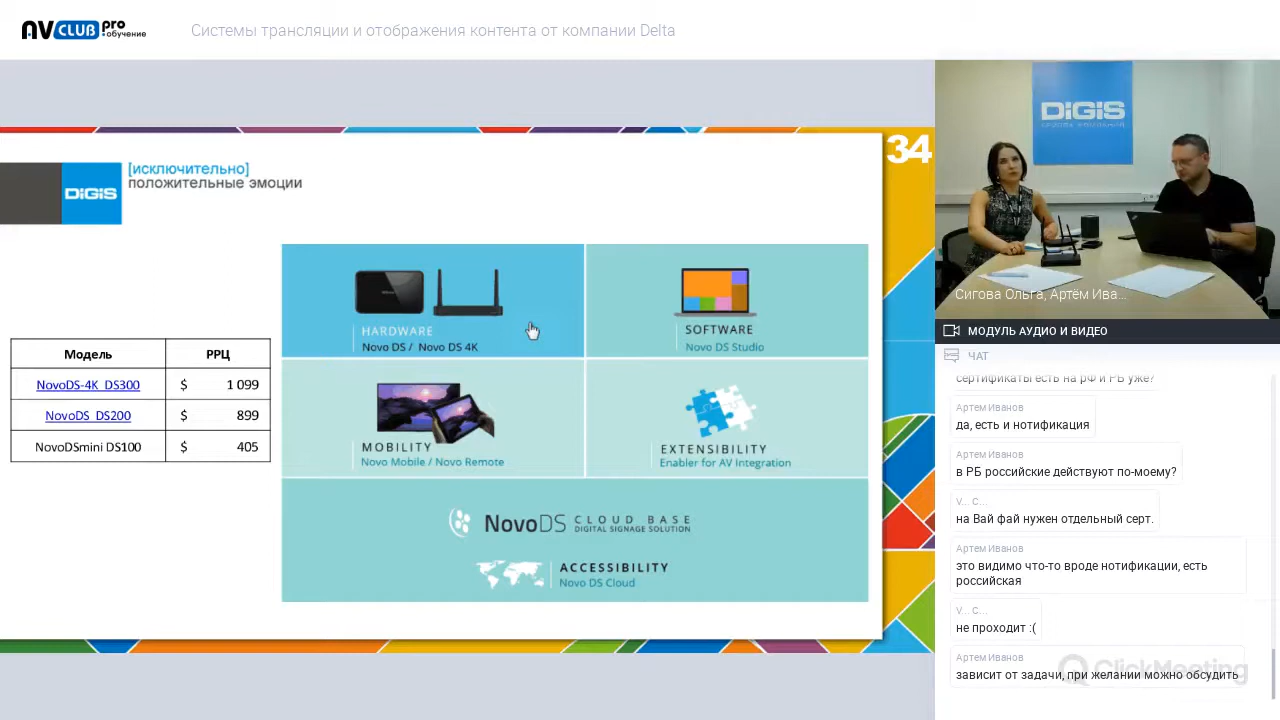 AVCLUB pro
•обучение
Системы трансляции и отображения контента от компании Delta
34
[исключительно]
положительные эмоции
DIGIS
Модель РРЦ
NovoDS-4K_DS300 $ 1 099
NovoDS_DS200 $ 899
NovoDSmini DS100 $ 405
HARDWARE
Novo DS / Novo DS 4K
SOFTWARE
Novo DS Studio
MOBILITY
Novo Mobile / Novo Remote
EXTENSIBILITY
Enabler for AV Integration
NovoDS CLOUD BASE
DIGITAL SIGNAGE SOLUTION
ACCESSIBILITY
Novo DS Cloud
DIGIS
Сигова Ольга, Артём Ива...
МОДУЛЬ АУДИО И ВИДЕО
ЧАТ
сертификаты есть на рФ и РБ уже?
Артем Иванов
да, есть и нотификация
Артем Иванов
в РБ российские действуют по-моему?
V... C...
на Вай фай нужен отдельный серт.
Артем Иванов
это видимо что-то вроде нотификации, есть
российская
V... C...
не проходит :(
Артем Иванов
зависит от задачи, при желании можно обсудить
ClickMeeting